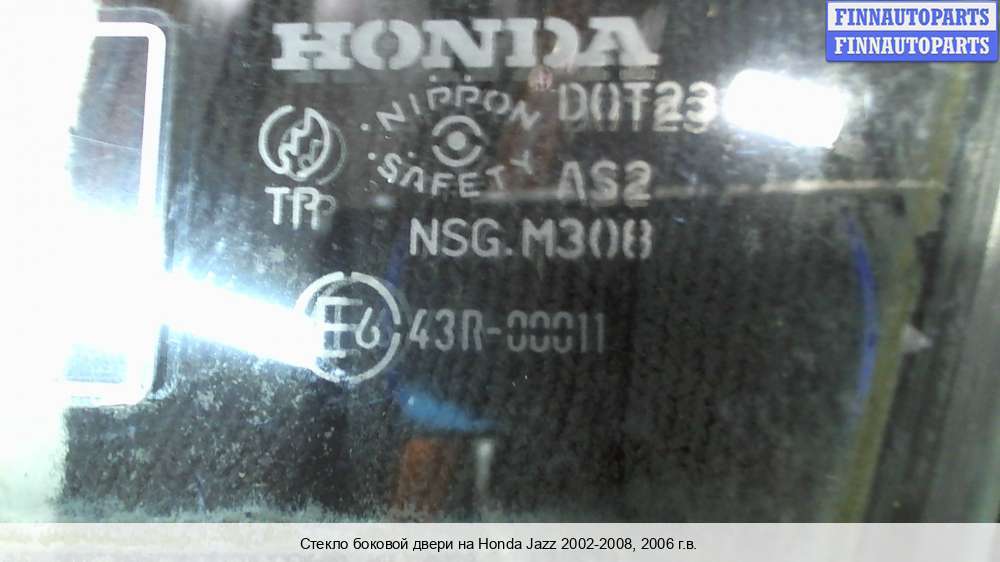 FINNAUTOPARTS
FINNAUTOPARTS
HONDA
NIPPON
SAFETY
DOT23
TP
AS2
NSG.M308
E6 43R-00011
Стекло боковой двери на Honda Jazz 2002-2008, 2006 г.в.